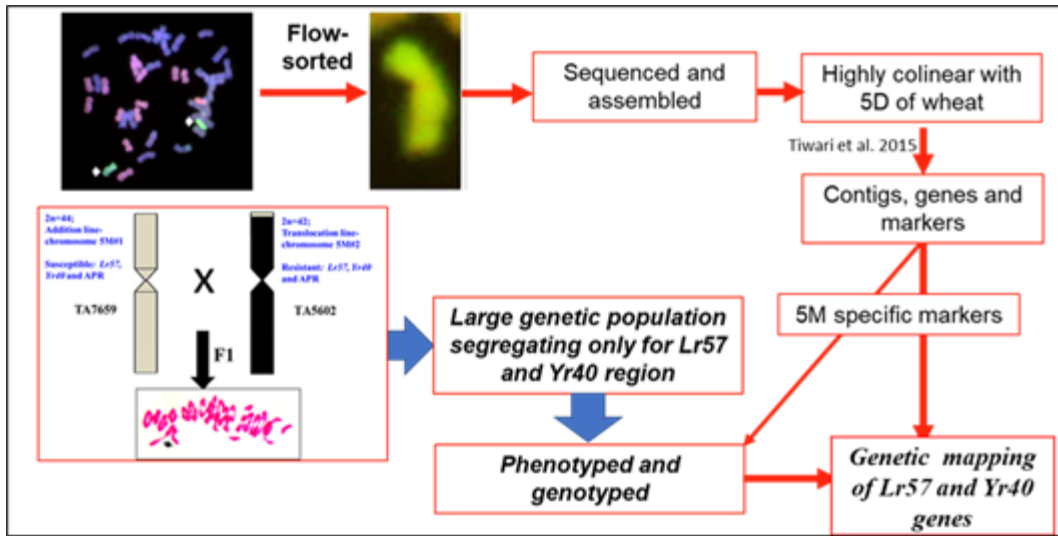 Flow-
sorted
Sequenced and
assembled
Highly colinear with
5D of wheat
Tiwari et al. 2015
Contigs, genes and
markers
5M specific markers
2n=44;
Addition line-
chromosome 5M#1
Susceptible: Lr57,
Yr40 and APR
TA7659
X
2n=42;
Translocation line-
chromosome 5M#2
Resistant: Lr57, Yr40
and APR
TA5602
F1
Large genetic population
segregating only for Lr57
and Yr40 region
Phenotyped and
genotyped
Genetic mapping
of Lr57 and Yr40
genes